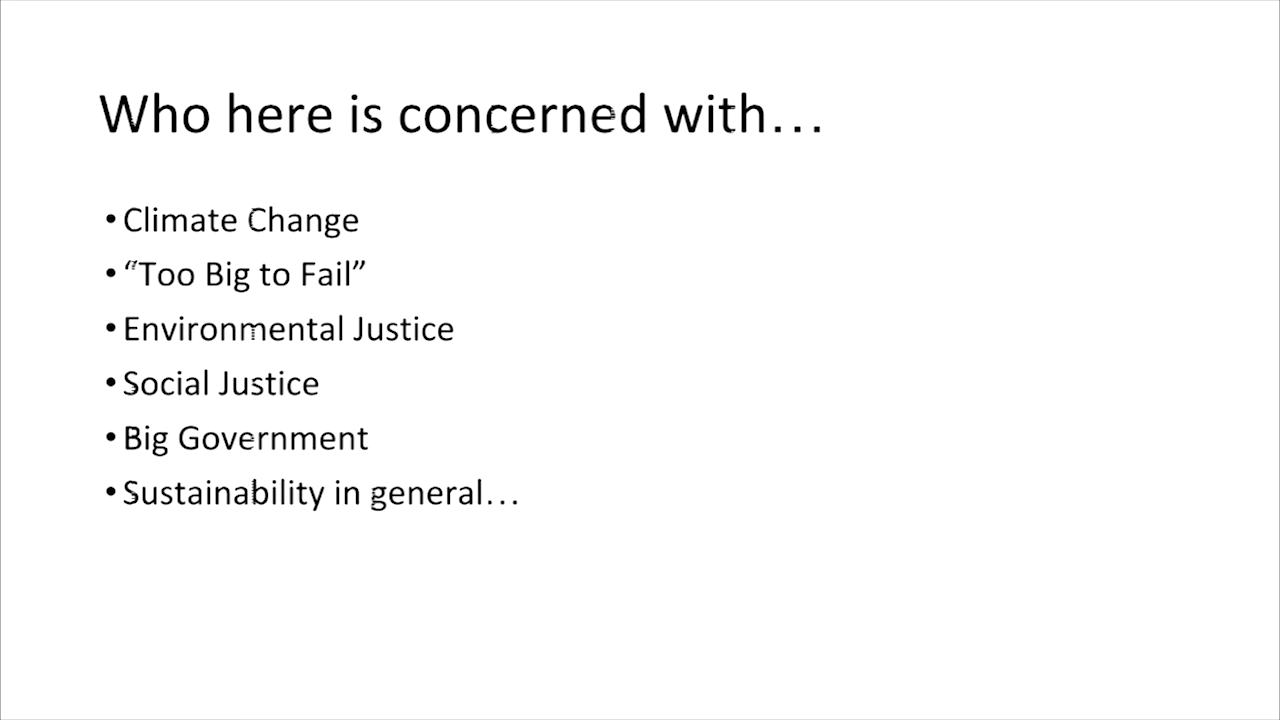 Who here is concerned with…
• Climate Change
• “Too Big to Fail”
• Environmental Justice
• Social Justice
• Big Government
• Sustainability in general…